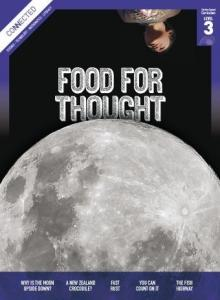 CONNECTED
LEVEL
3
FOOD FOR
THOUGHT
WHY IS THE MOON
UPSIDE DOWN?
A NEW ZEALAND
CROCODILE?
FAST
RUST
YOU CAN
COUNT ON IT
THE FISH
HIGHWAY